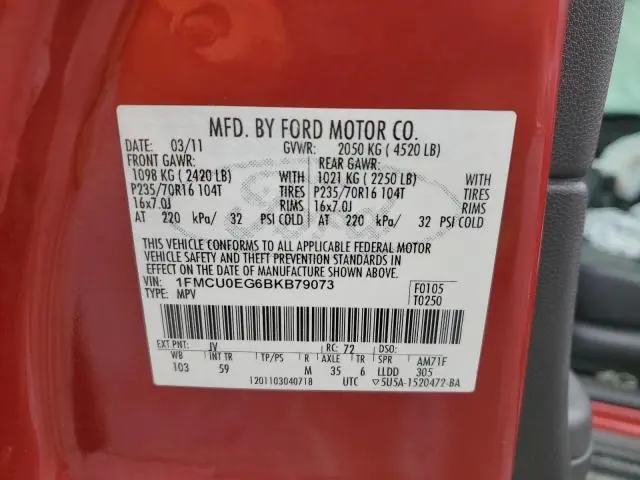 MFD. BY FORD MOTOR CO.
DATE: 03/11 GVWR: 2050 KG ( 4520 LB)
FRONT GAWR: REAR GAWR:
1098 KG ( 2420 LB) 1021 KG ( 2250 LB)
P235/70R16 104T TIRES P235/70R16 104T TIRES
16x7.0J RIMS 16x7.0J RIMS
AT 220 kPa/ 32 PSI COLD AT 220 kPa/ 32 PSI COLD
THIS VEHICLE CONFORMS TO ALL APPLICABLE FEDERAL MOTOR
VEHICLE SAFETY AND THEFT PREVENTION STANDARDS IN
EFFECT ON THE DATE OF MANUFACTURE SHOWN ABOVE.
VIN: 1FMCU0EG6BKB79073 F0105
TYPE: MPV T0250
EXT PNT: JV RC: 72 DSO:
WB INT TR TP/PS R AXLE TR SPR AM71F
103 59 M 35 6 LLDD 305
1201103040718 UTC ▽5U5A-1520472-BA